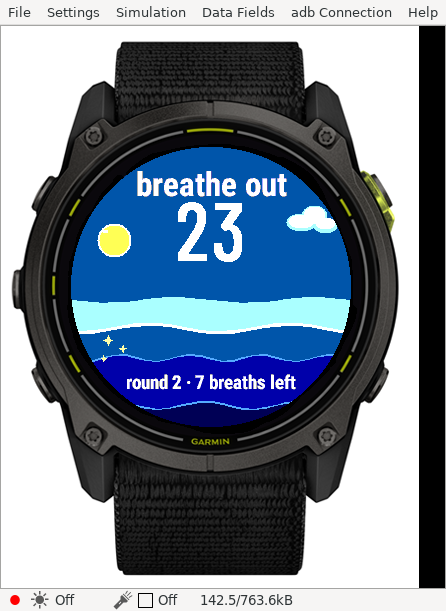 File Settings Simulation Data Fields adb Connection Help
breathe out
23
round 2 · 7 breaths left
GARMIN
Off Off 142.5/763.6kB